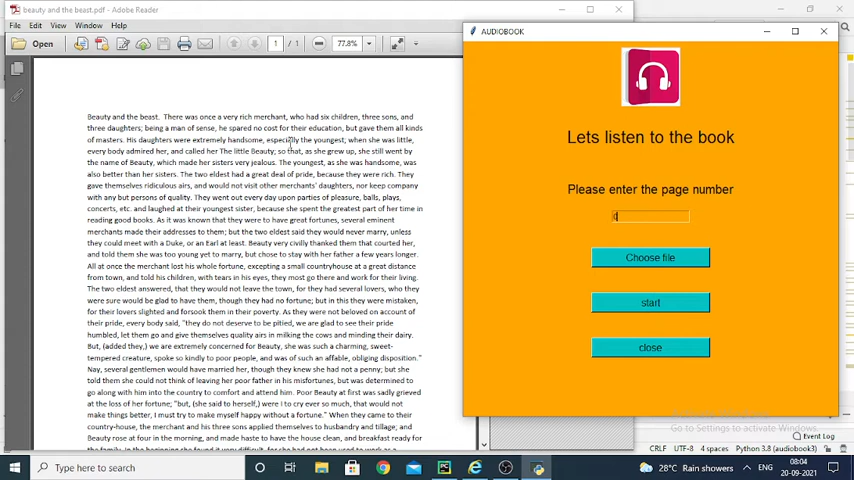 beauty and the beast.pdf - Adobe Reader
File Edit View Window Help
Open
1 / 1
77.8%
Beauty and the beast. There was once a very rich merchant, who had six children, three sons, and
three daughters; being a man of sense, he spared no cost for their education, but gave them all kinds
of masters. His daughters were extremely handsome, especially the youngest; when she was little,
every body admired her, and called her The little Beauty; so that, as she grew up, she still went by
the name of Beauty, which made her sisters very jealous. The youngest, as she was handsome, was
also better than her sisters. The two eldest had a great deal of pride, because they were rich. They
gave themselves ridiculous airs, and would not visit other merchants' daughters, nor keep company
with any but persons of quality. They went out every day upon parties of pleasure, balls, plays,
concerts, etc. and laughed at their youngest sister, because she spent the greatest part of her time in
reading good books. As it was known that they were to have great fortunes, several eminent
merchants made their addresses to them; but the two eldest said they would never marry, unless
they could meet with a Duke, or an Earl at least. Beauty very civilly thanked them that courted her,
and told them she was too young yet to marry, but chose to stay with her father a few years longer.
All at once the merchant lost his whole fortune, excepting a small countryhouse at a great distance
from town, and told his children, with tears in his eyes, they most go there and work for their living.
The two eldest answered, that they would not leave the town, for they had several lovers, who they
were sure would be glad to have them, though they had no fortune; but in this they were mistaken,
for their lovers slighted and forsook them in their poverty. As they were not beloved on account of
their pride, every body said, "they do not deserve to be pitied, we are glad to see their pride
humbled, let them go and give themselves quality airs in milking the cows and minding their dairy.
But, (added they,) we are extremely concerned for Beauty, she was such a charming, sweet-
tempered creature, spoke so kindly to poor people, and was of such an affable, obliging disposition."
Nay, several gentlemen would have married her, though they knew she had not a penny; but she
told them she could not think of leaving her poor father in his misfortunes, but was determined to
go along with him into the country to comfort and attend him. Poor Beauty at first was sadly grieved
at the loss of her fortune; "but, (she said to herself,) were I to cry ever so much, that would not
make things better, I must try to make myself happy without a fortune." When they came to their
country-house, the merchant and his three sons applied themselves to husbandry and tillage; and
Beauty rose at four in the morning, and made haste to have the house clean, and breakfast ready for
the family. In the beginning she found it very difficult, for she had not been used to work as a
AUDIOBOOK
Lets listen to the book
Please enter the page number
Choose file
start
close
Go to Settings to activate Windows.
Event Log
CRLF UTF-8 4 spaces Python 3.8 (audiobook3)
Type here to search
28°C Rain showers
ENG
08:04
20-09-2021